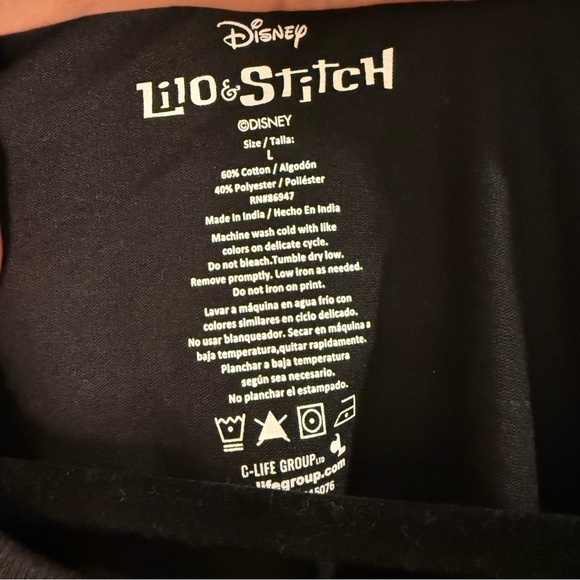 Disney
Lilo & Stitch
©DISNEY
Size / Talla:
L
60% Cotton / Algodón
40% Polyester / Poliéster
RN#86947
Made In India / Hecho En India
Machine wash cold with like
colors on delicate cycle.
Do not bleach.Tumble dry low.
Remove promptly. Low iron as needed.
Do not iron on print.
Lavar a máquina en agua frío con
colores similares en ciclo delicado.
No usar blanqueador. Secar en máquina a
baja temperatura,quitar rapidamente.
Planchar a baja temperatura
según sea necesario.
No planchar el estampado.
C-LIFE GROUP LTD
lifegroup.com
15076